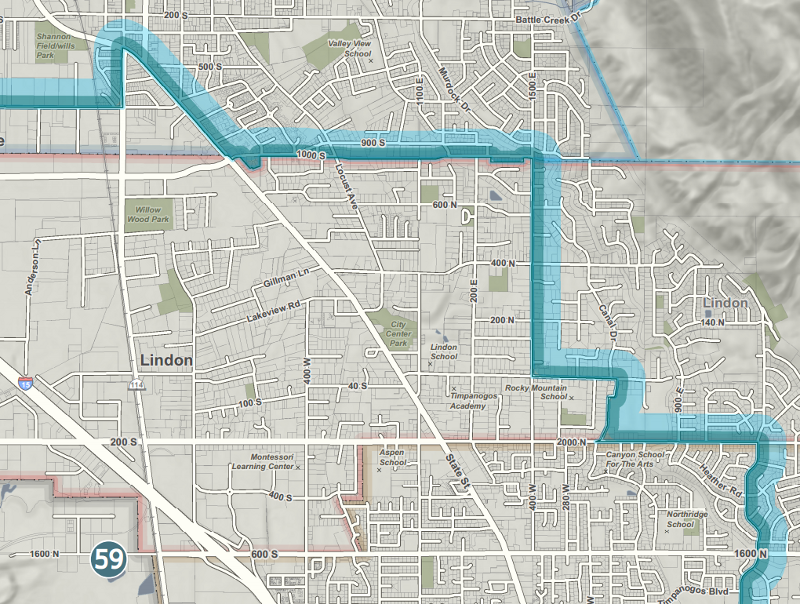 200 S
Battle Creek Dr
Shannon
Field/wills
Park
Valley View
School
500 S
Murdock Dr
1100 E
1500 E
900 S
1000 S
e
Locust Ave
Willow
Wood Park
600 N
Anderson Ln
Gillman Ln
400 N
200 E
Lakeview Rd
Lindon
Canal Dr
140 N
City
Center
Park
200 N
Lindon
School
Lindon
400 W
15
114
40 S
Rocky Mountain
School
Timpanogos
Academy
100 S
900 E
200 S
2000 N
Montessori
Learning Center
Aspen
School
Canyon School
For The Arts
State St
Heather Rd
400 S
400 W
280 W
Northridge
School
1600 N
59
600 S
1600 N
Timpanogos Blvd